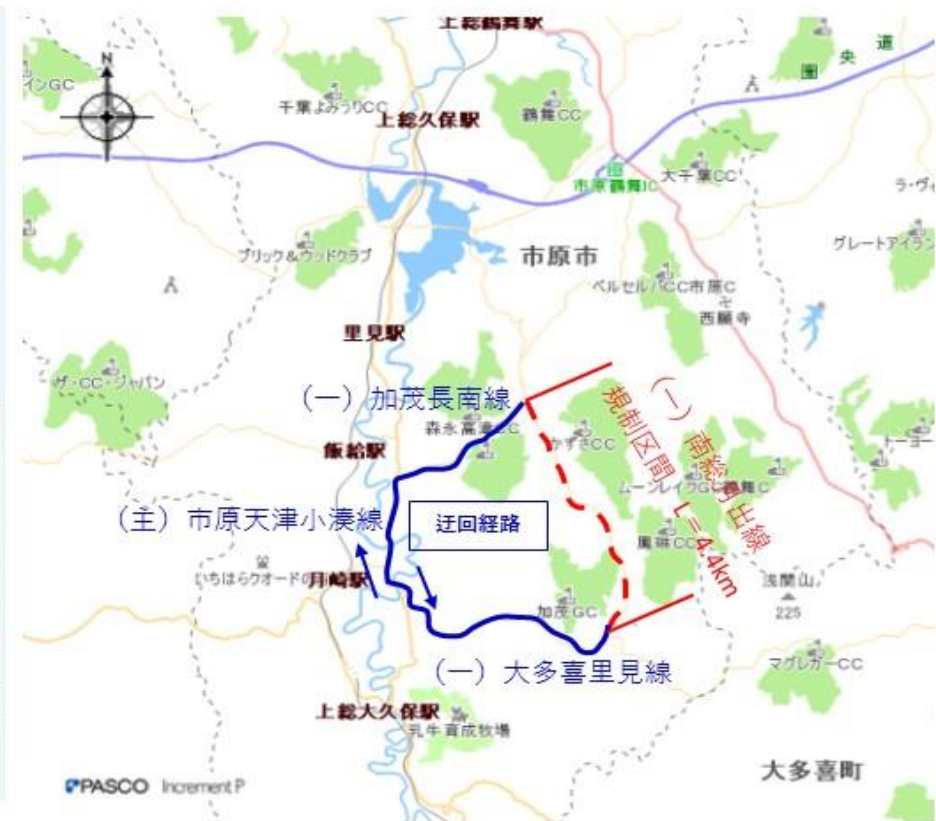 上総鶴舞駅
圏央道
インGC
N
千葉よみうりCC
上総久保駅
鶴舞CC
市原鶴舞IC
大千葉CC
ラ・ヴ
ブリック&ウッドクラブ
市原市
グレートアイラン
ベルセルバCC市原C
西願寺
里見駅
ザ・CC・ジャパン
(一)加茂長南線
森永高滝CC
かずさCC
飯給駅
(一)南総一出線
規制区間 L=4.4km
ムーンレイクGC鶴舞C
トーヨー
(主)市原天津小湊線
迂回経路
鳳琳CC
いちはらクオードの
月崎駅
加茂GC
浅間山
225
(一)大多喜里見線
マグレガーCC
上総大久保駅
乳牛育成牧場
大多喜町
PASCO Increment P